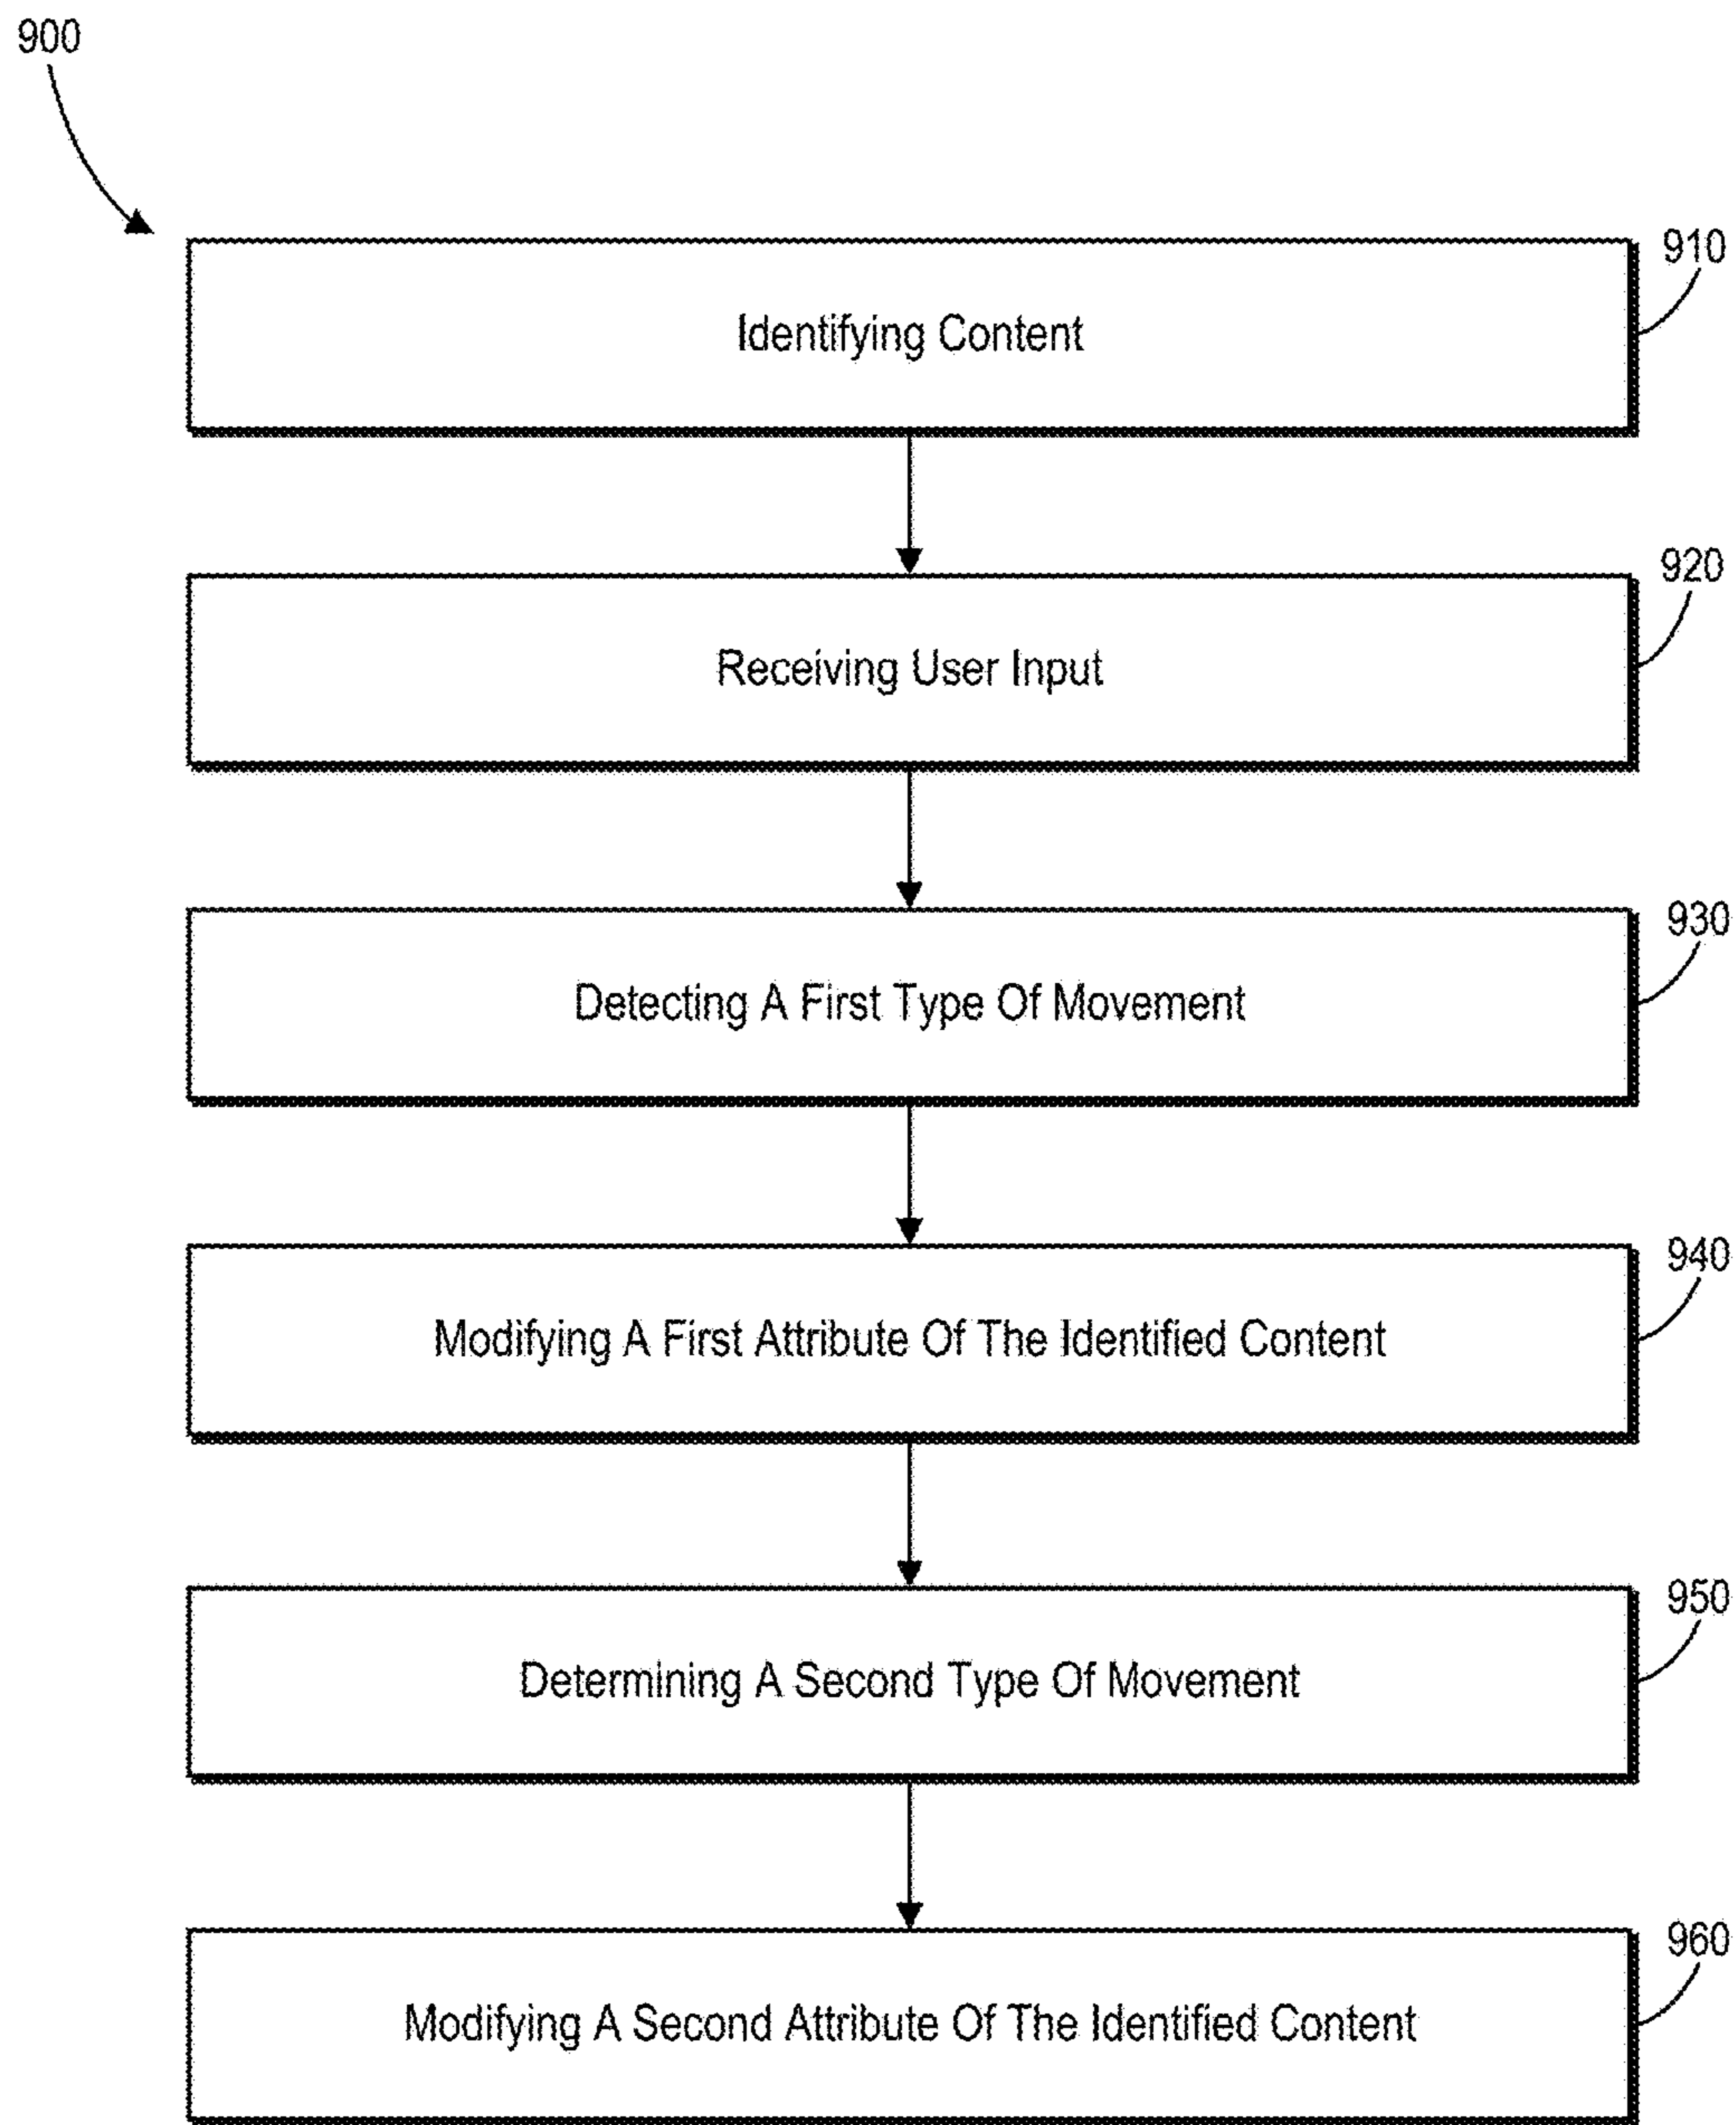 900
910
Identifying Content
920
Receiving User Input
930
Detecting A First Type Of Movement
940
Modifying A First Attribute Of The Identified Content
950
Determining A Second Type Of Movement
960
Modifying A Second Attribute Of The Identified Content